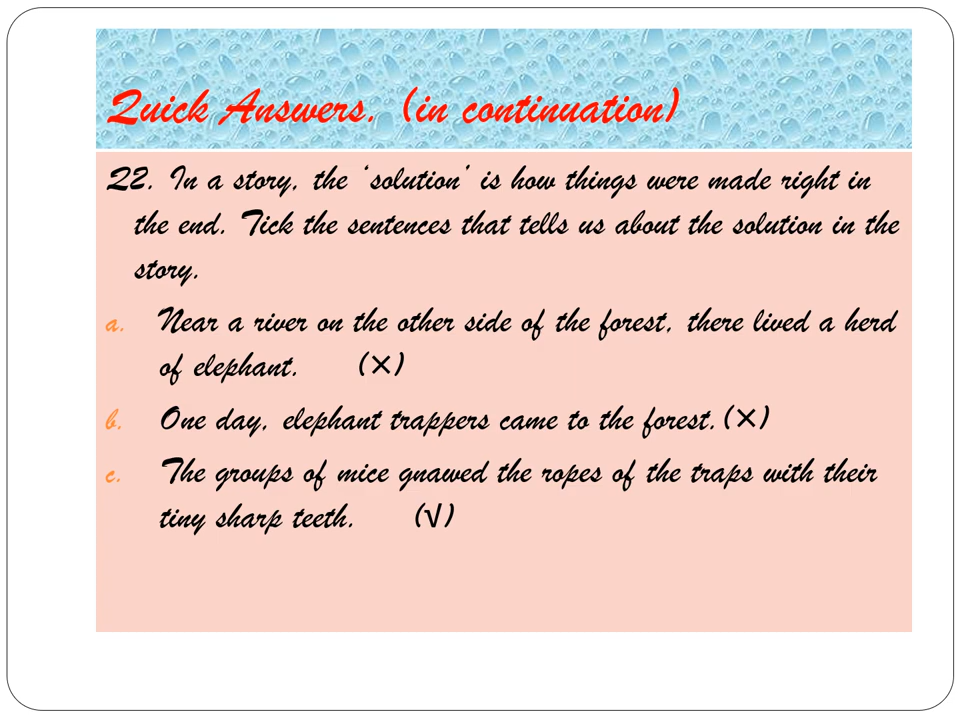 Quick Answers. (in continuation)
Q2. In a story, the ‘solution’ is how things were made right in
the end. Tick the sentences that tells us about the solution in the
story.
a. Near a river on the other side of the forest, there lived a herd
of elephant. (×)
b. One day, elephant trappers came to the forest.(×)
c. The groups of mice gnawed the ropes of the traps with their
tiny sharp teeth. (√)